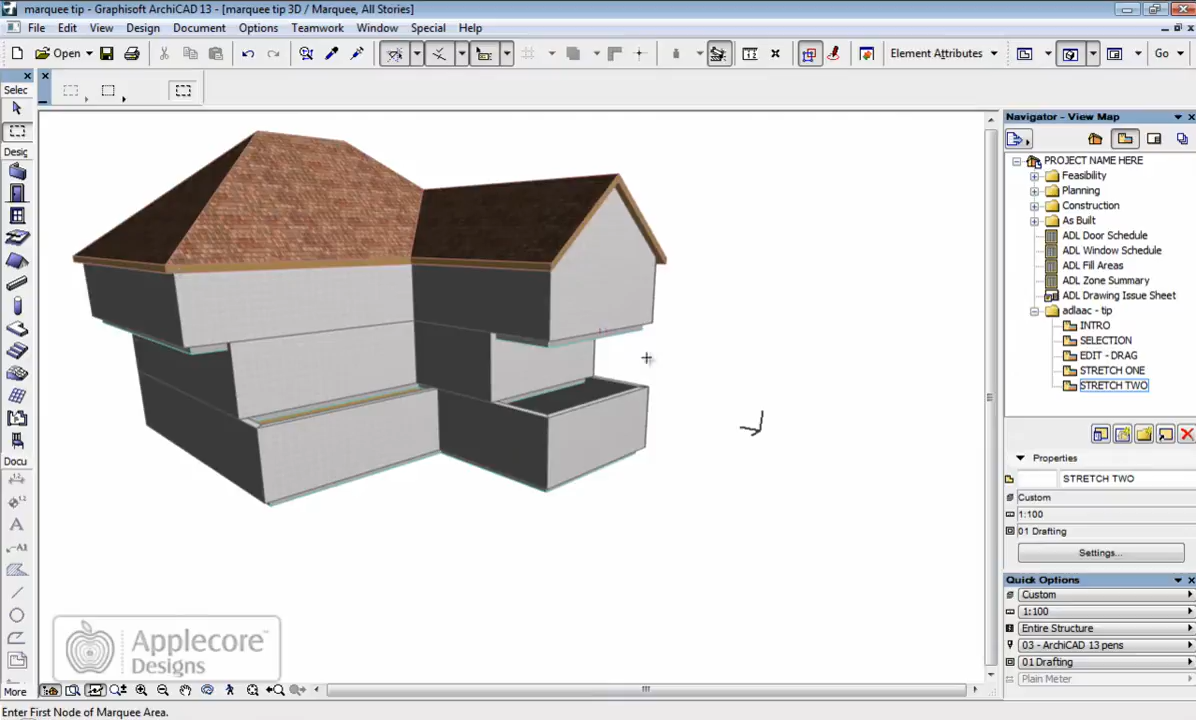 marquee tip - Graphisoft ArchiCAD 13 - [marquee tip 3D / Marquee, All Stories]
File Edit View Design Document Options Teamwork Window Special Help
Open Element Attributes Go
Selec
Desig
Docu
More
Navigator - View Map
PROJECT NAME HERE
Feasibility
Planning
Construction
As Built
ADL Door Schedule
ADL Window Schedule
ADL Fill Areas
ADL Zone Summary
ADL Drawing Issue Sheet
adlaac - tip
INTRO
SELECTION
EDIT - DRAG
STRETCH ONE
STRETCH TWO
Properties
STRETCH TWO
Custom
1:100
01 Drafting
Settings...
Quick Options
Custom
1:100
Entire Structure
03 - ArchiCAD 13 pens
01 Drafting
Plain Meter
Applecore™
Designs
Enter First Node of Marquee Area.